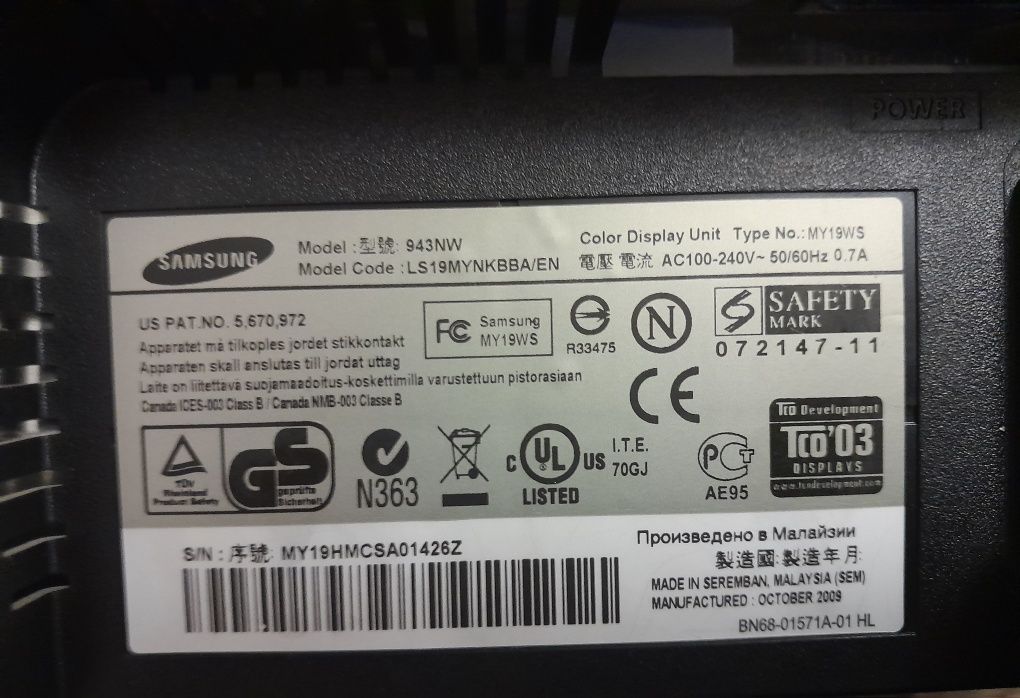 POWER
SAMSUNG
Model : 型號: 943NW
Model Code : LS19MYNKBBA/EN
Color Display Unit Type No.: MY19WS
電壓 電流 AC100-240V~ 50/60Hz 0.7A
US PAT.NO. 5,670,972
Apparatet må tilkoples jordet stikkontakt
Apparaten skall anslutas till jordat uttag
Laite on liitettävä suojamaadoitus-koskettimilla varustettuun pistorasiaan
Canada ICES-003 Class B / Canada NMB-003 Classe B
FC Samsung
MY19WS
R33475
N
S SAFETY
MARK
072147-11
CE
TÜV
Rheinland
Product Safety
GS
geprüfte
Sicherheit
N363
c UL US
LISTED
I.T.E.
70GJ
PCT
AE95
TCO Development
TCO'03
DISPLAYS
www.tcodevelopment.com
S/N : 序號: MY19HMCSA01426Z
Произведено в Малайзии
製造國: 製造年月:
MADE IN SEREMBAN, MALAYSIA (SEM)
MANUFACTURED : OCTOBER 2009
BN68-01571A-01 HL